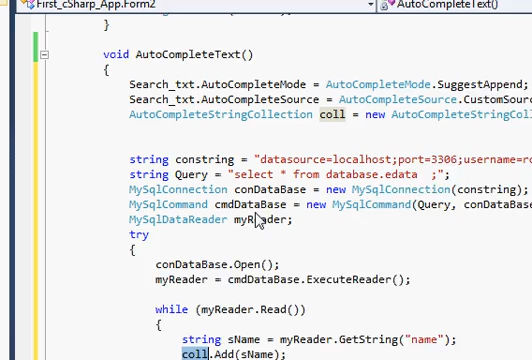 First_cSharp_App.Form2 AutoCompleteText()
}
void AutoCompleteText()
{
Search_txt.AutoCompleteMode = AutoCompleteMode.SuggestAppend;
Search_txt.AutoCompleteSource = AutoCompleteSource.CustomSour
AutoCompleteStringCollection coll = new AutoCompleteStringCo
string constring = "datasource=localhost;port=3306;username=ro
string Query = "select * from database.edata ;";
MySqlConnection conDataBase = new MySqlConnection(constring);
MySqlCommand cmdDataBase = new MySqlCommand(Query, conDataBas
MySqlDataReader myReader;
try
{
conDataBase.Open();
myReader = cmdDataBase.ExecuteReader();
while (myReader.Read())
{
string sName = myReader.GetString("name");
coll.Add(sName);